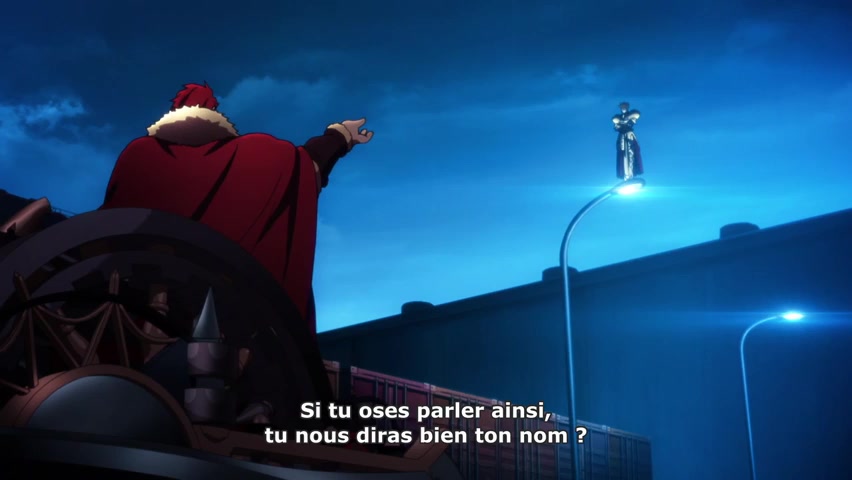 Si tu oses parler ainsi,
tu nous diras bien ton nom ?